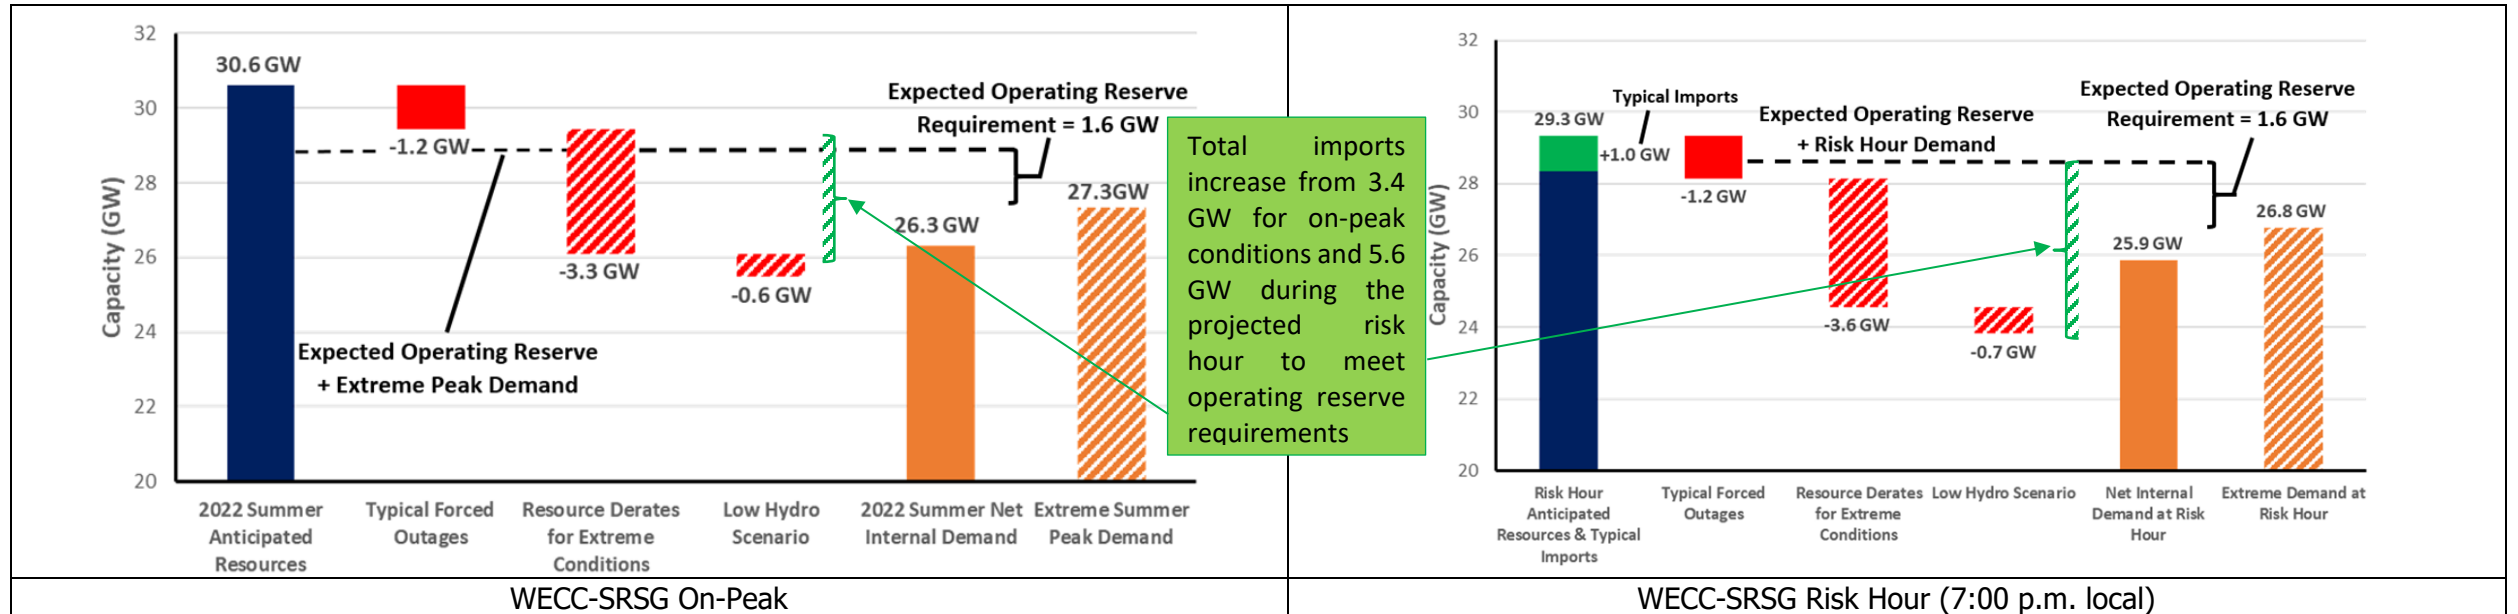 32
30
28
26
24
22
20
Capacity (GW)
30.6 GW
-1.2 GW
-3.3 GW
-0.6 GW
26.3 GW
27.3GW
Expected Operating Reserve
Requirement = 1.6 GW
Expected Operating Reserve
+ Extreme Peak Demand
2022 Summer
Anticipated
Resources
Typical Forced
Outages
Resource Derates
for Extreme
Conditions
Low Hydro
Scenario
2022 Summer Net
Internal Demand
Extreme Summer
Peak Demand
WECC-SRSG On-Peak
Total imports
increase from 3.4
GW for on-peak
conditions and 5.6
GW during the
projected risk
hour to meet
operating reserve
requirements
32
30
28
26
24
22
20
Capacity (GW)
29.3 GW
Typical Imports
+1.0 GW
-1.2 GW
Expected Operating Reserve
+ Risk Hour Demand
-3.6 GW
-0.7 GW
Expected Operating Reserve
Requirement = 1.6 GW
25.9 GW
26.8 GW
Risk Hour
Anticipated
Resources & Typical
Imports
Typical Forced
Outages
Resource Derates
for Extreme
Conditions
Low Hydro Scenario
Net Internal
Demand at Risk
Hour
Extreme Demand at
Risk Hour
WECC-SRSG Risk Hour (7:00 p.m. local)